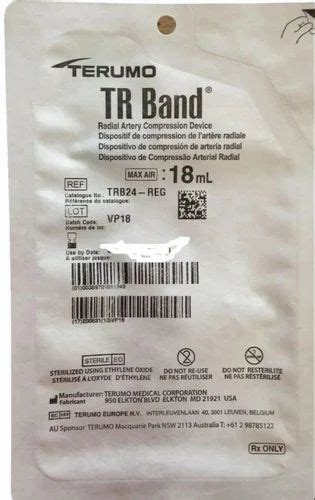 TERUMO
TR Band®
Radial Artery Compression Device
Dispositif de compression de l'artère radiale
Dispositivo de compresión de arteria radial
Dispositivo de Compressão Arterial Radial
MAX AIR : 18 mL
REF
Catalogue No.: TRB24-REG
Référence du catalogue:
LOT
Batch Code: VP18
Numéro de lot:
Use by Date:
À utiliser jusque:
(17)200631(10)VP18
STERILE EO
STERILIZED USING ETHYLENE OXIDE
STÉRILISÉ À L'OXYDE D'ÉTHYLÈNE
DO NOT RE-USE
NE PAS RÉUTILISER
DO NOT RESTERILIZE
NE PAS RESTÉRILISER
Manufacturer
Fabricant
TERUMO MEDICAL CORPORATION
950 ELKTON BLVD. ELKTON MD 21921 USA
EC REP TERUMO EUROPE N.V. INTERLEUVENLAAN 40, 3001 LEUVEN, BELGIUM
AU Sponsor TERUMO Macquarie Park NSW 2113 Australia T: +61 2 98785122
Rx ONLY